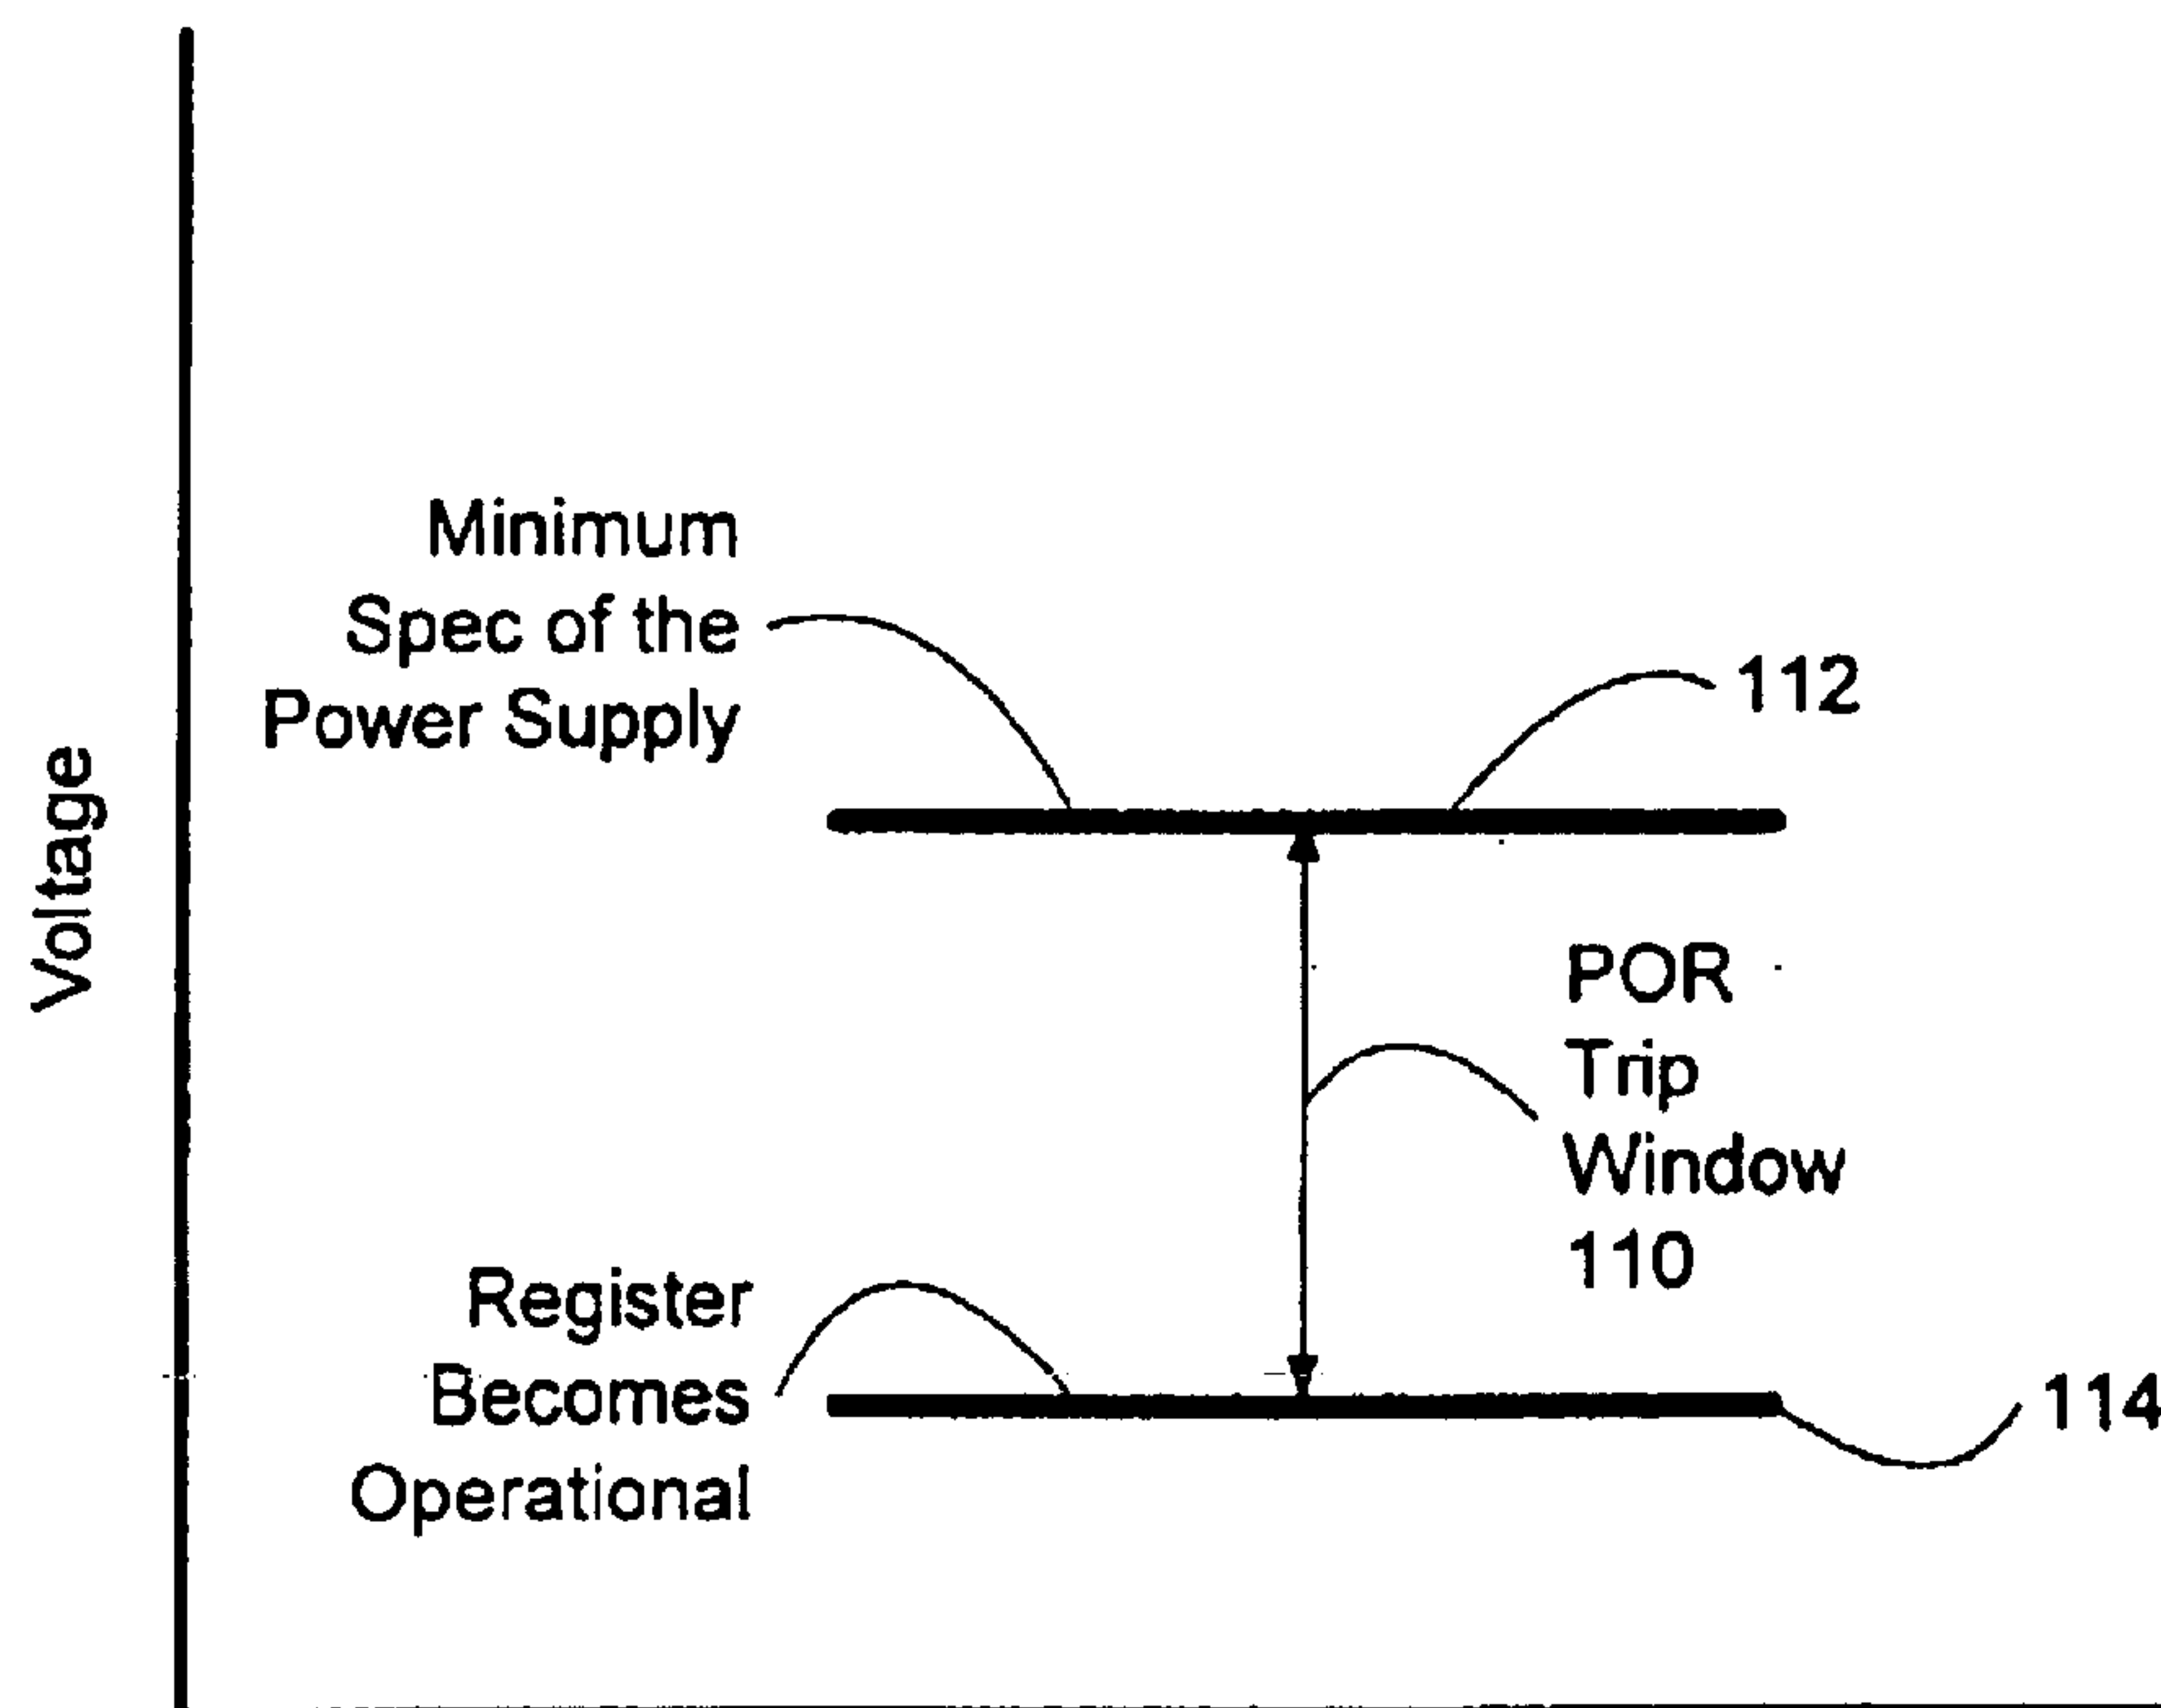 Voltage
Minimum
Spec of the
Power Supply
112
POR
Trip
Window
110
Register
Becomes
Operational
114